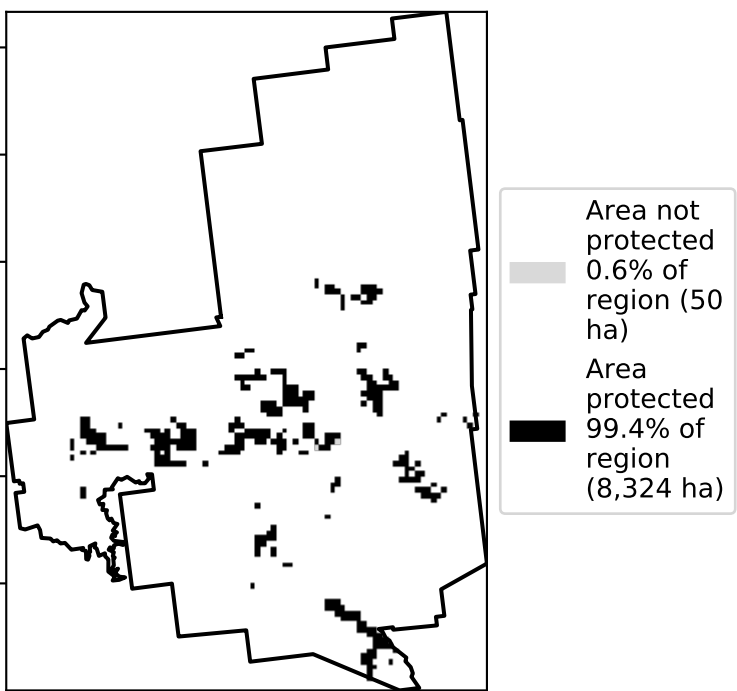 Area not
protected
0.6% of
region (50
ha)
Area
protected
99.4% of
region
(8,324 ha)